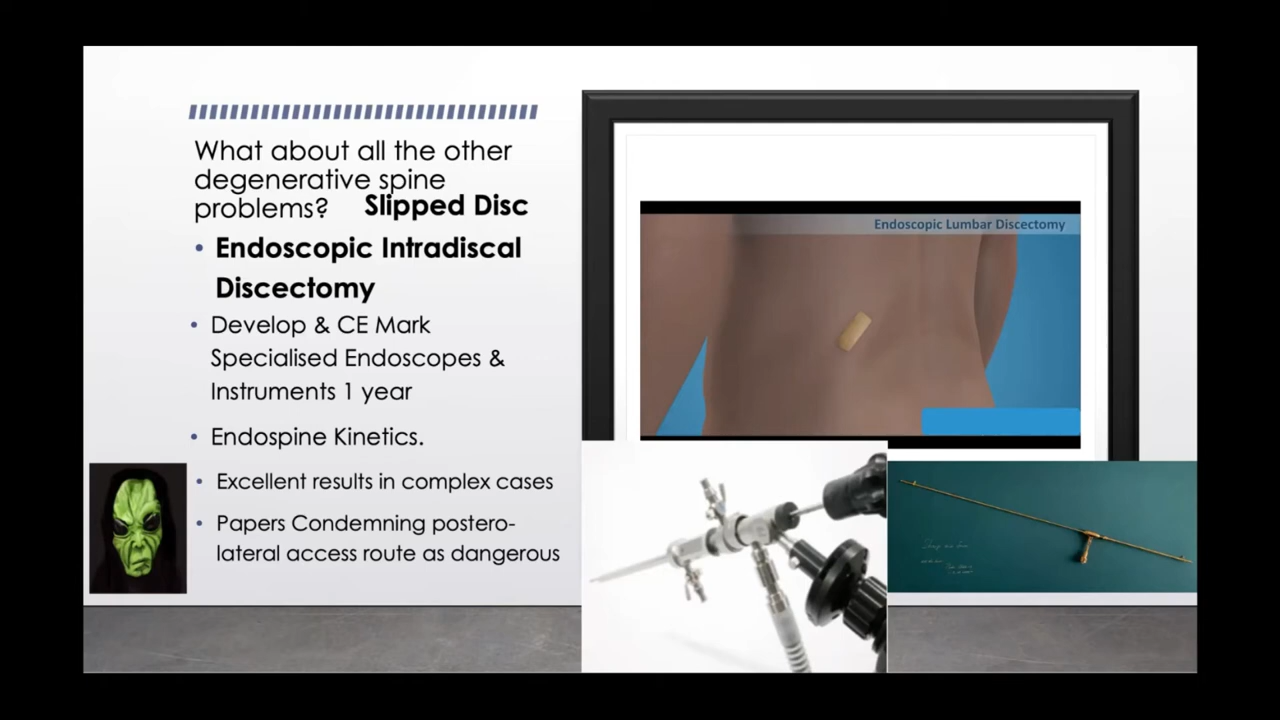 What about all the other
degenerative spine
problems? Slipped Disc
• Endoscopic Intradiscal
Discectomy
• Develop & CE Mark
Specialised Endoscopes &
Instruments 1 year
• Endospine Kinetics.
• Excellent results in complex cases
• Papers Condemning postero-
lateral access route as dangerous
Endoscopic Lumbar Discectomy